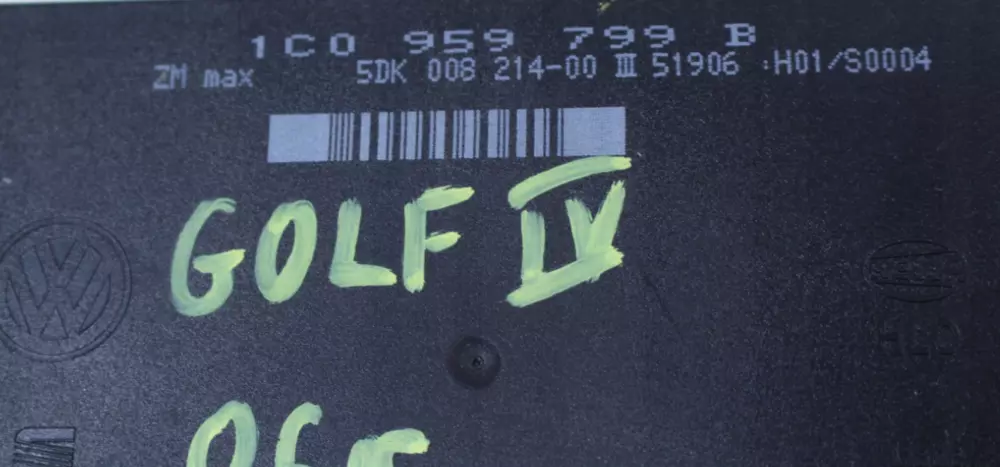 1C0 959 799 B
ZM max 5DK 008 214-00 III 51906 :H01/S0004
GOLF IV